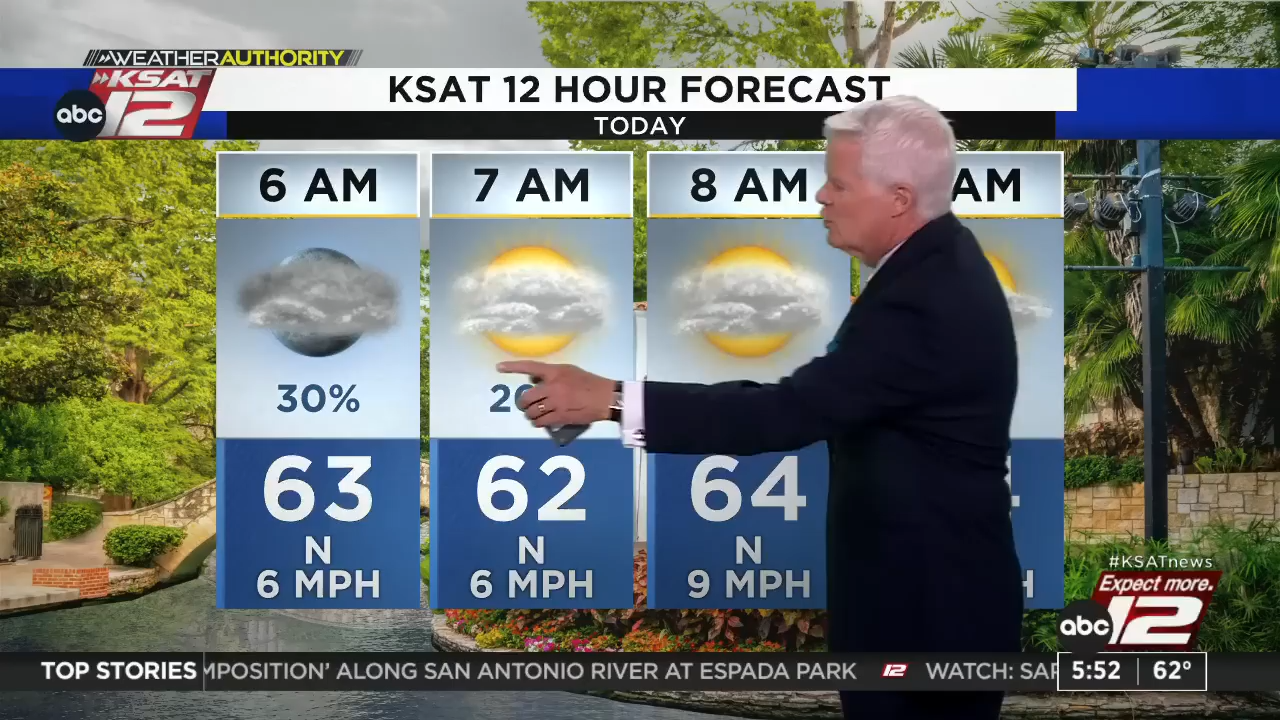 WEATHERAUTHORITY
KSAT
abc 12
KSAT 12 HOUR FORECAST
TODAY
6 AM
7 AM
8 AM
AM
30%
63
62
64
N
N
N
6 MPH
6 MPH
9 MPH
H
#KSATnews
Expect more.
abc 12
TOP STORIES
MPOSITION’ ALONG SAN ANTONIO RIVER AT ESPADA PARK 12 WATCH:
5:52 62°